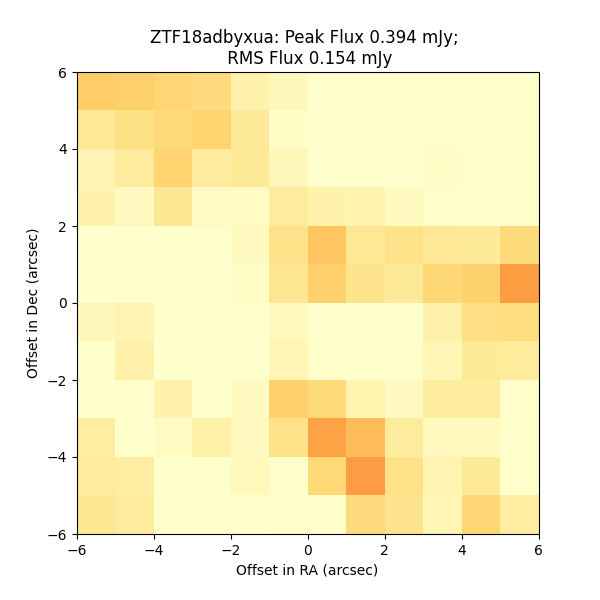 ZTF18adbyxua: Peak Flux 0.394 mJy;
RMS Flux 0.154 mJy
6
4
2
0
−2
−4
−6
Offset in Dec (arcsec)
−6 −4 −2 0 2 4 6
Offset in RA (arcsec)